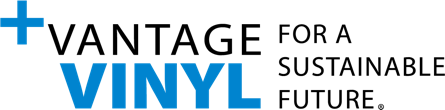 +VANTAGE
VINYL
FOR A
SUSTAINABLE
FUTURE.®